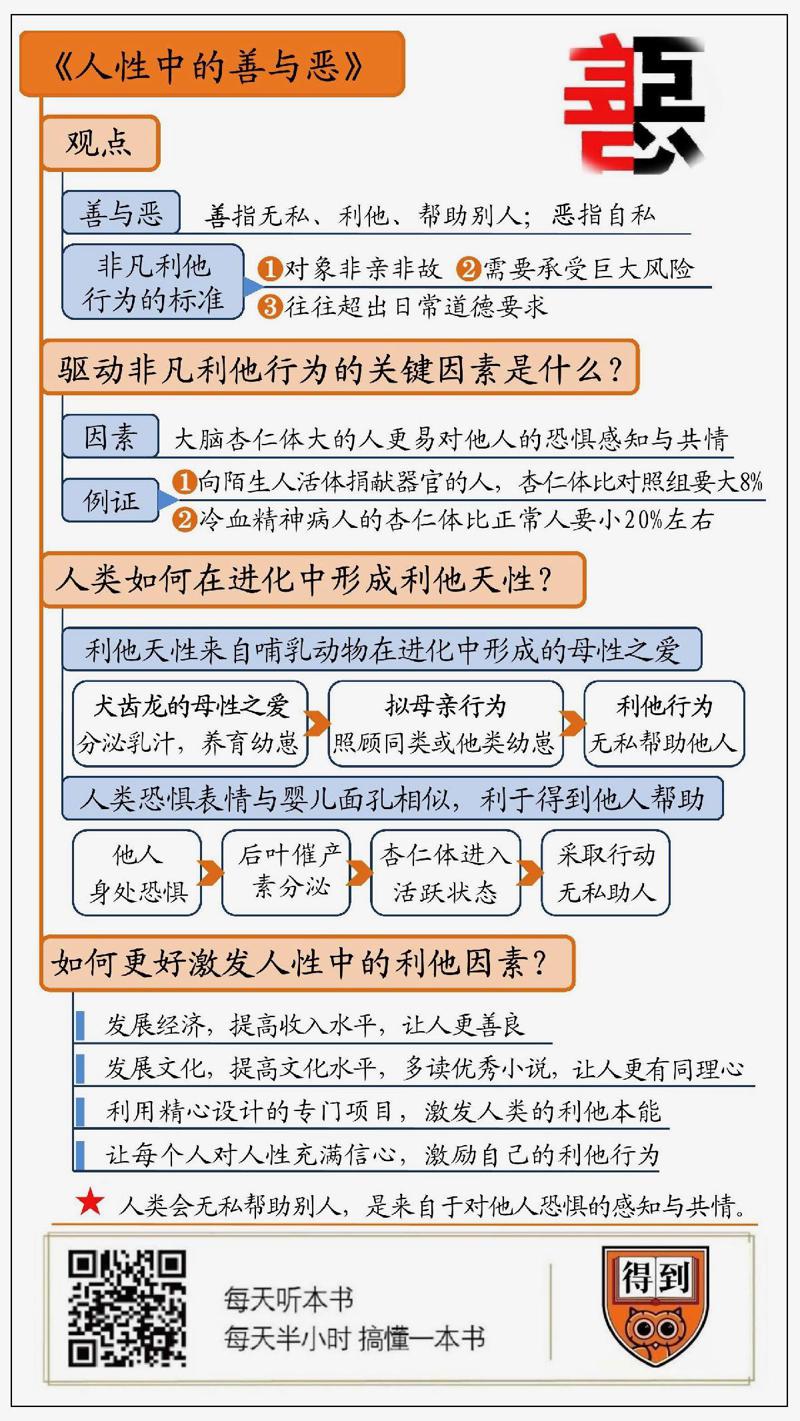 《人性中的善与恶》
善恶
观点
善与恶
善指无私、利他、帮助别人；恶指自私
非凡利他
行为的标准
❶对象非亲非故 ❷需要承受巨大风险
❸往往超出日常道德要求
驱动非凡利他行为的关键因素是什么？
因素
大脑杏仁体大的人更易对他人的恐惧感知与共情
例证
❶向陌生人活体捐献器官的人，杏仁体比对照组要大8%
❷冷血精神病人的杏仁体比正常人要小20%左右
人类如何在进化中形成利他天性？
利他天性来自哺乳动物在进化中形成的母性之爱
犬齿龙的母性之爱
分泌乳汁，养育幼崽
拟母亲行为
照顾同类或他类幼崽
利他行为
无私帮助他人
人类恐惧表情与婴儿面孔相似，利于得到他人帮助
他人
身处恐惧
后叶催产
素分泌
杏仁体进入
活跃状态
采取行动
无私助人
如何更好激发人性中的利他因素？
发展经济，提高收入水平，让人更善良
发展文化，提高文化水平，多读优秀小说，让人更有同理心
利用精心设计的专门项目，激发人类的利他本能
让每个人对人性充满信心，激励自己的利他行为
★ 人类会无私帮助别人，是来自于对他人恐惧的感知与共情。
每天听本书
每天半小时 搞懂一本书
得到